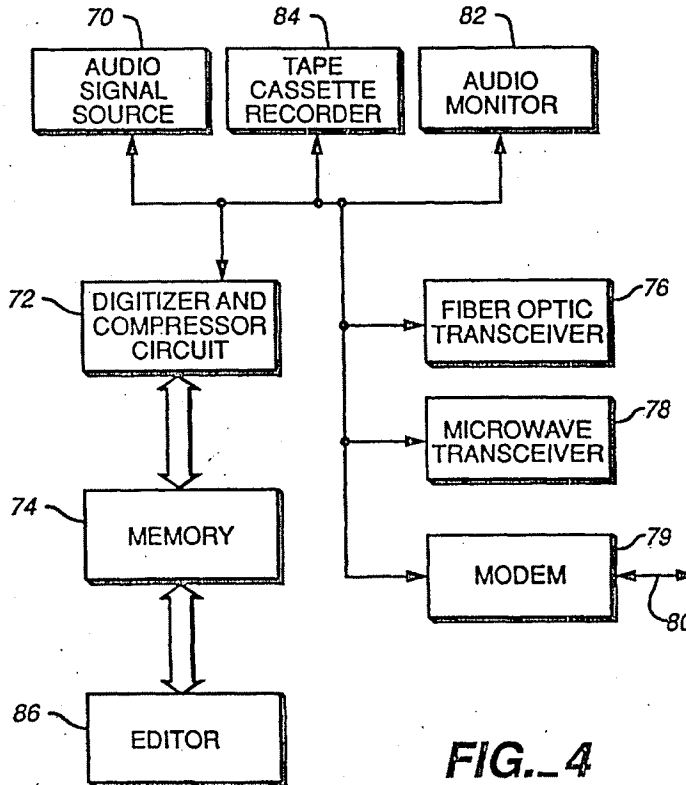 70
84
82
AUDIO
SIGNAL
SOURCE
TAPE
CASSETTE
RECORDER
AUDIO
MONITOR
72
DIGITIZER AND
COMPRESSOR
CIRCUIT
76
FIBER OPTIC
TRANSCEIVER
78
MICROWAVE
TRANSCEIVER
74
MEMORY
79
MODEM
80
86
EDITOR
FIG._4